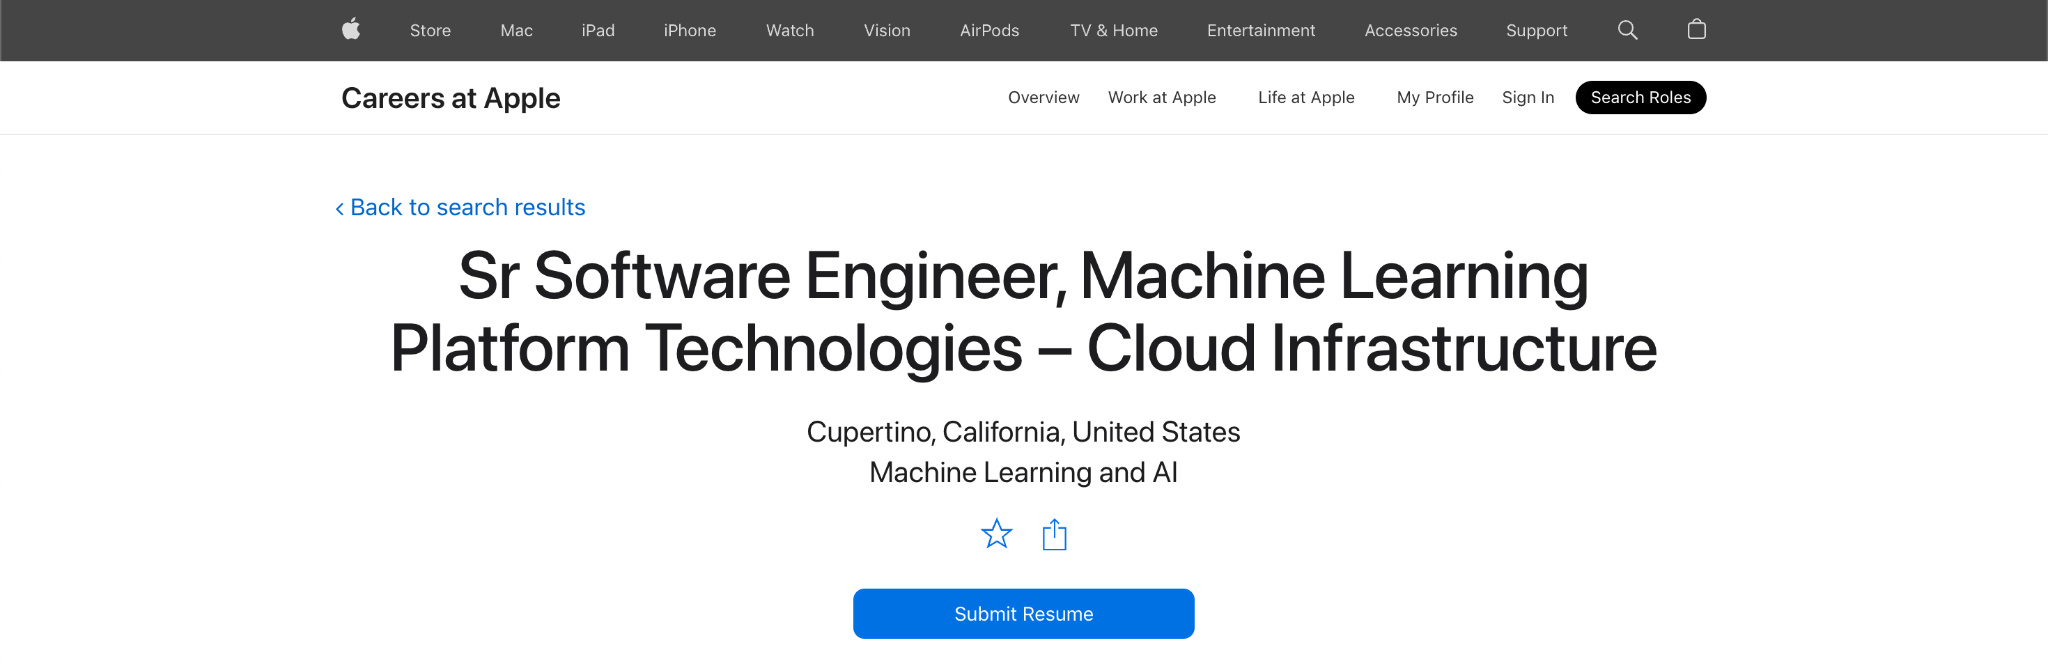 Store Mac iPad iPhone Watch Vision AirPods TV & Home Entertainment Accessories Support
Careers at Apple Overview Work at Apple Life at Apple My Profile Sign In Search Roles
Back to search results
Sr Software Engineer, Machine Learning
Platform Technologies – Cloud Infrastructure
Cupertino, California, United States
Machine Learning and AI
Submit Resume